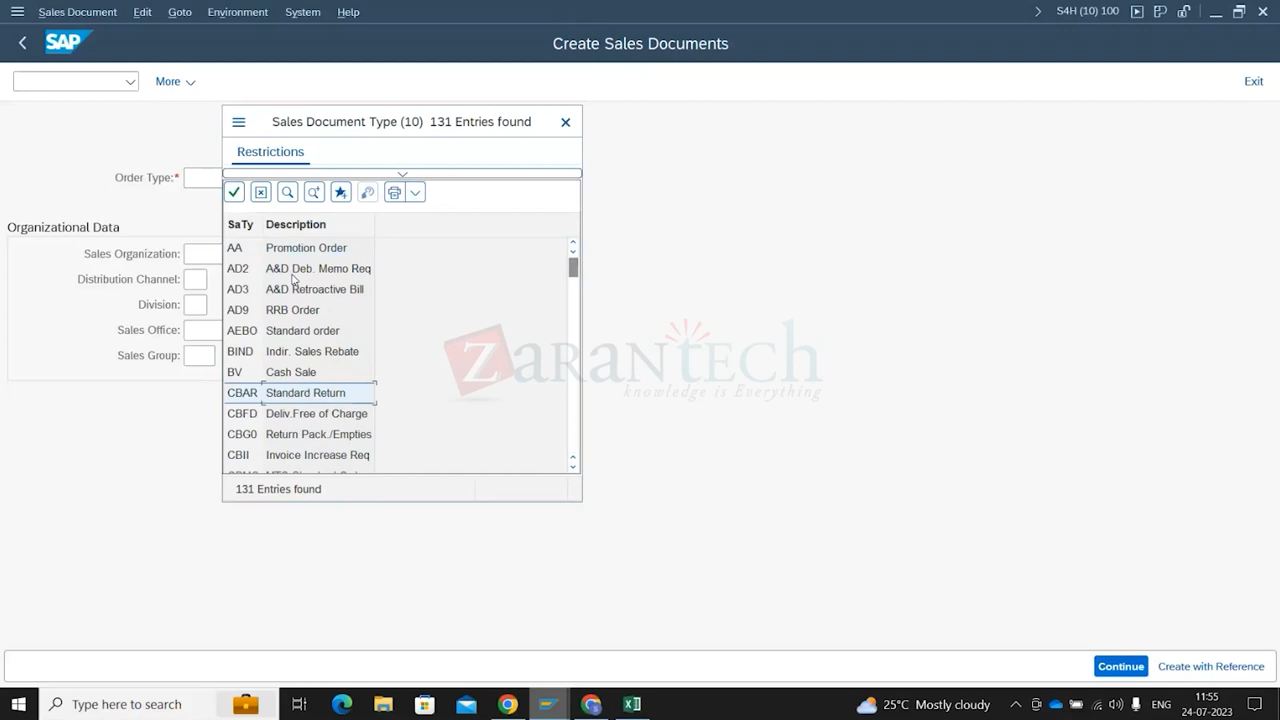 Sales Document Edit Goto Environment System Help S4H (10) 100
SAP Create Sales Documents
More Exit
Sales Document Type (10) 131 Entries found
Restrictions
Order Type:*
SaTy Description
Organizational Data
AA Promotion Order
Sales Organization:
AD2 A&D Deb. Memo Req
Distribution Channel:
AD3 A&D Retroactive Bill
Division:
AD9 RRB Order
Sales Office:
AEBO Standard order
Sales Group:
BIND Indir. Sales Rebate
BV Cash Sale
CBAR Standard Return
CBFD Deliv.Free of Charge
CBG0 Return Pack./Empties
CBII Invoice Increase Req
131 Entries found
ZaranTech
knowledge is Everything
Continue Create with Reference
Type here to search
25°C Mostly cloudy
ENG
11:55
24-07-2023